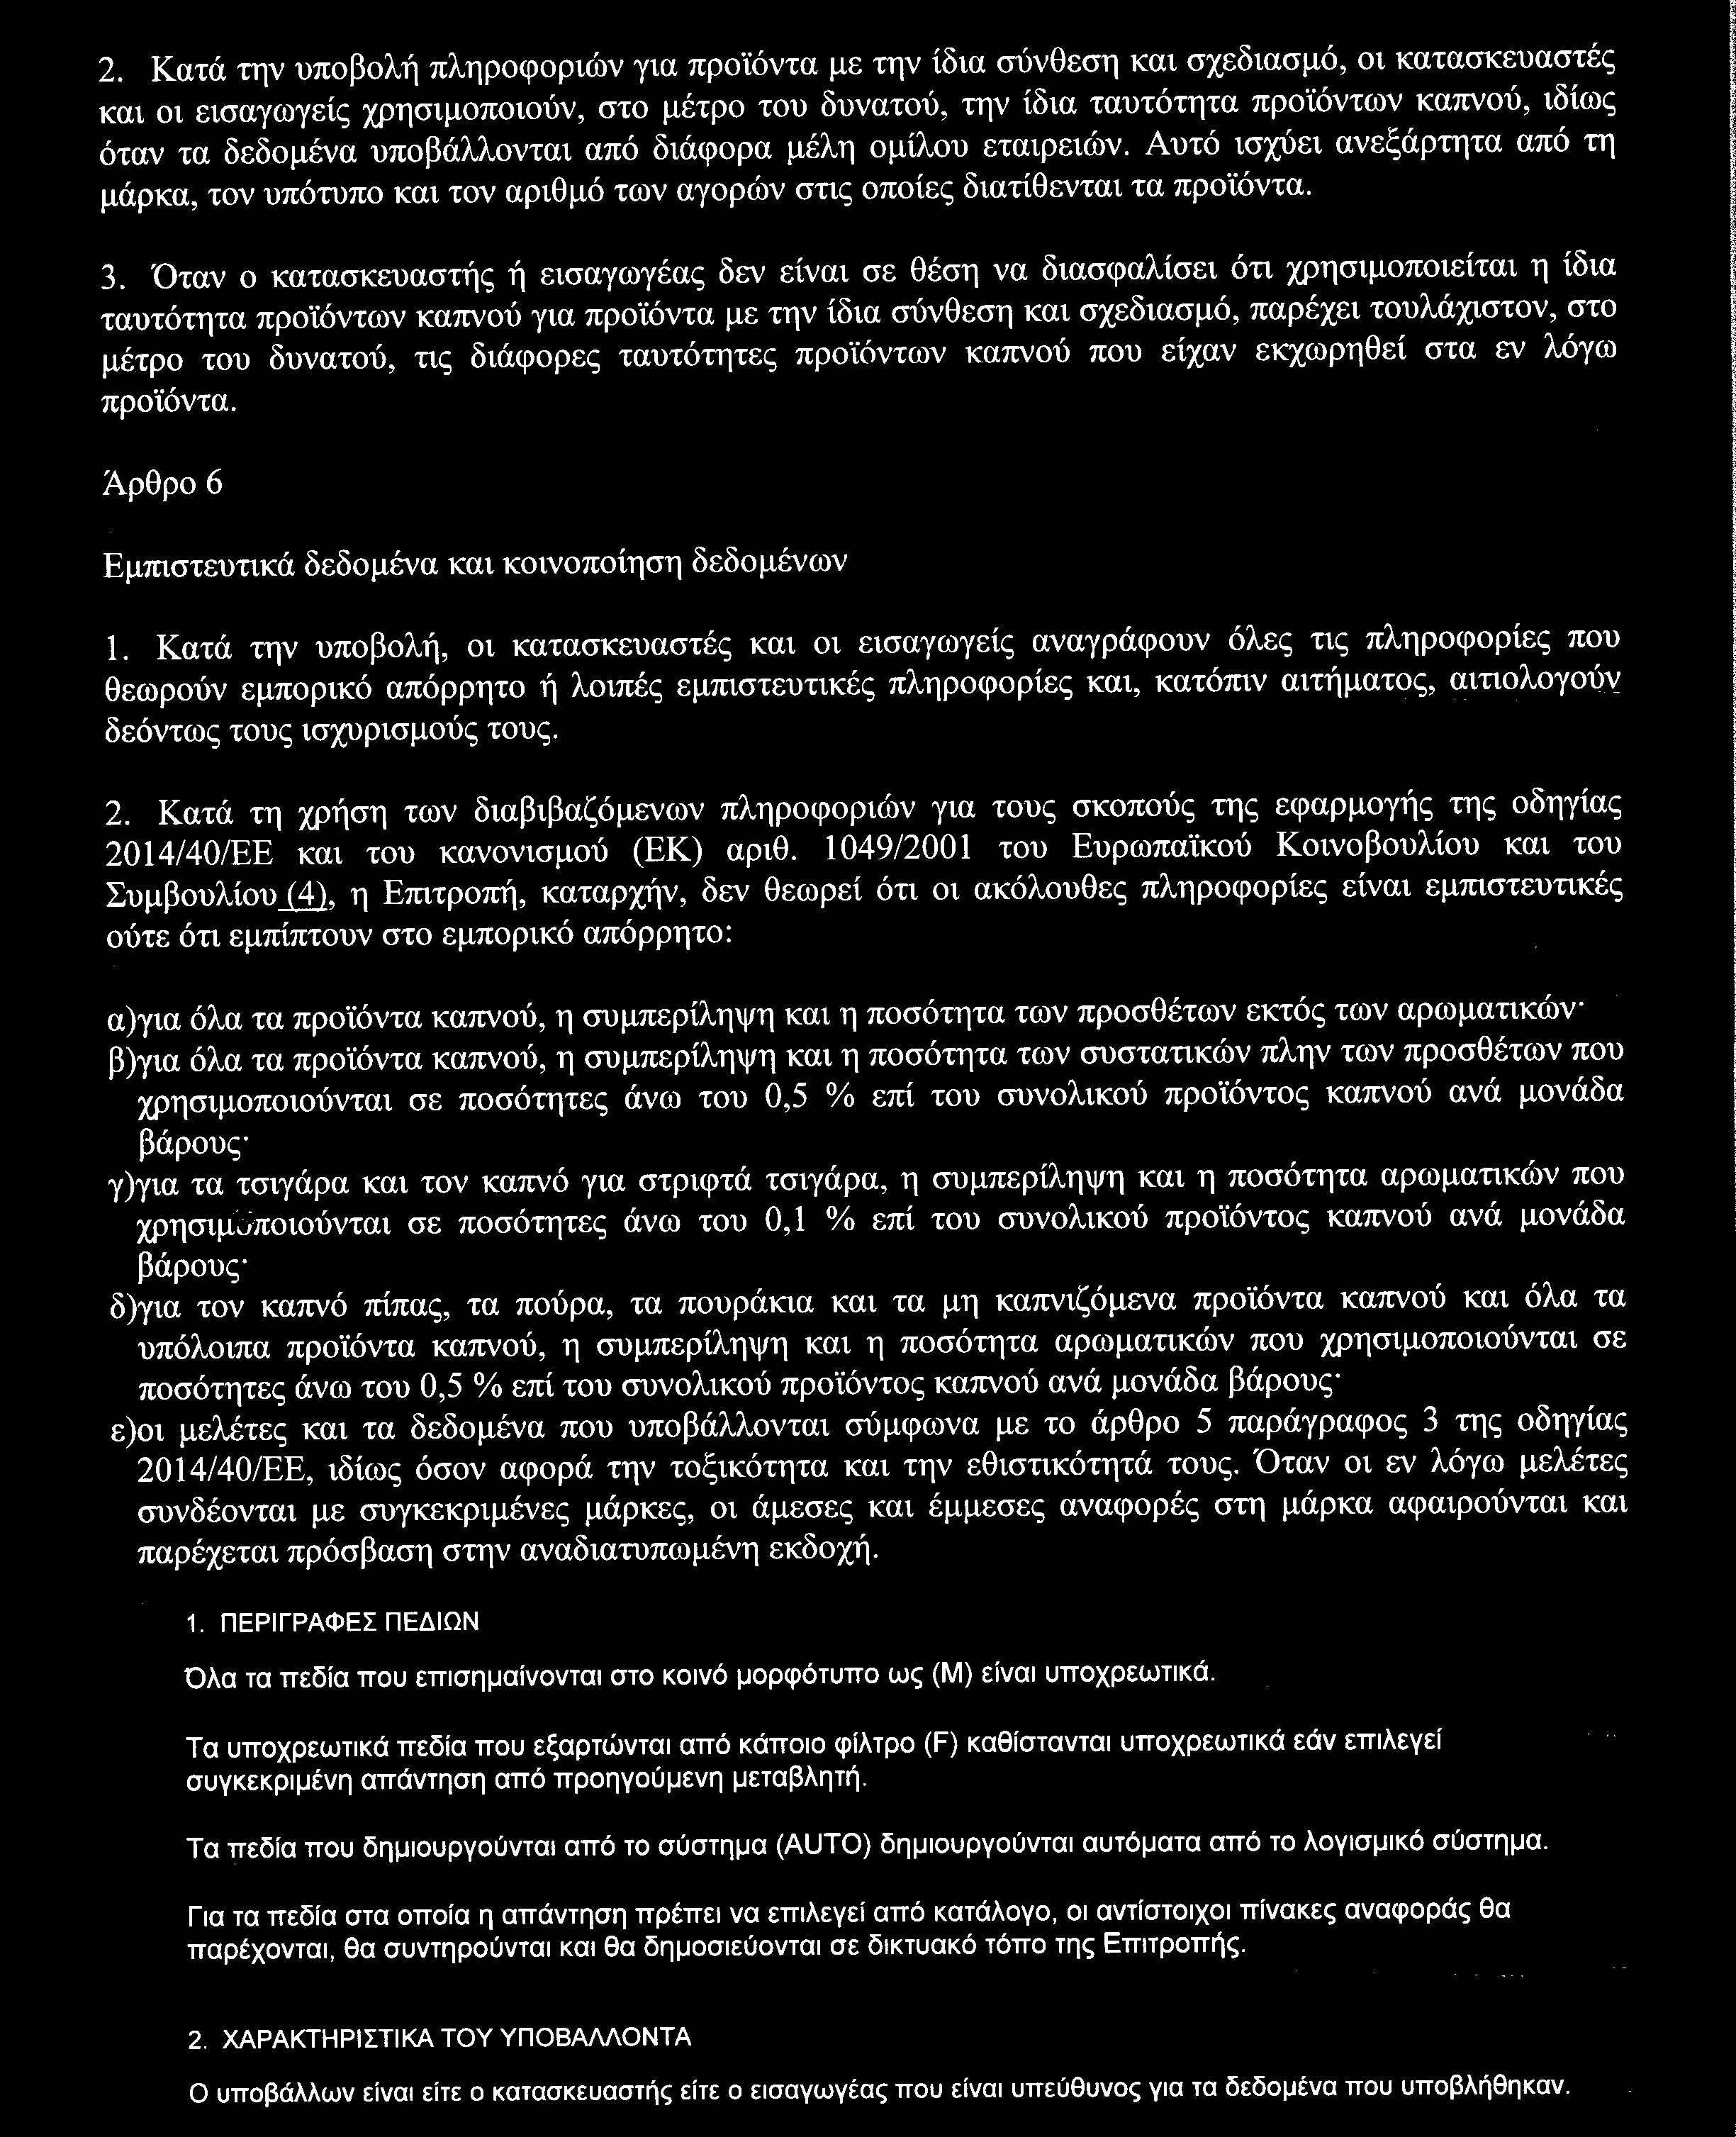 2. Κατά την υποβολή πληροφοριών για προϊόντα με την ίδια σύνθεση και σχεδιασμό, οι κατασκευαστές
και οι εισαγωγείς χρησιμοποιούν, στο μέτρο του δυνατού, την ίδια ταυτότητα προϊόντων καπνού, ιδίως
όταν τα δεδομένα υποβάλλονται από διάφορα μέλη ομίλου εταιρειών. Αυτό ισχύει ανεξάρτητα από τη
μάρκα, τον υπότυπο και τον αριθμό των αγορών στις οποίες διατίθενται τα προϊόντα.
3. Όταν ο κατασκευαστής ή εισαγωγέας δεν είναι σε θέση να διασφαλίσει ότι χρησιμοποιείται η ίδια
ταυτότητα προϊόντων καπνού για προϊόντα με την ίδια σύνθεση και σχεδιασμό, παρέχει τουλάχιστον, στο
μέτρο του δυνατού, τις διάφορες ταυτότητες προϊόντων καπνού που είχαν εκχωρηθεί στα εν λόγω
προϊόντα.
Άρθρο 6
Εμπιστευτικά δεδομένα και κοινοποίηση δεδομένων
1. Κατά την υποβολή, οι κατασκευαστές και οι εισαγωγείς αναγράφουν όλες τις πληροφορίες που
θεωρούν εμπορικό απόρρητο ή λοιπές εμπιστευτικές πληροφορίες και, κατόπιν αιτήματος, αιτιολογούν
δεόντως τους ισχυρισμούς τους.
2. Κατά τη χρήση των διαβιβαζόμενων πληροφοριών για τους σκοπούς της εφαρμογής της οδηγίας
2014/40/ΕΕ και του κανονισμού (ΕΚ) αριθ. 1049/2001 του Ευρωπαϊκού Κοινοβουλίου και του
Συμβουλίου (4), η Επιτροπή, καταρχήν, δεν θεωρεί ότι οι ακόλουθες πληροφορίες είναι εμπιστευτικές
ούτε ότι εμπίπτουν στο εμπορικό απόρρητο:
α)για όλα τα προϊόντα καπνού, η συμπερίληψη και η ποσότητα των προσθέτων εκτός των αρωματικών·
β)για όλα τα προϊόντα καπνού, η συμπερίληψη και η ποσότητα των συστατικών πλην των προσθέτων που
χρησιμοποιούνται σε ποσότητες άνω του 0,5 % επί του συνολικού προϊόντος καπνού ανά μονάδα
βάρους·
γ)για τα τσιγάρα και τον καπνό για στριφτά τσιγάρα, η συμπερίληψη και η ποσότητα αρωματικών που
χρησιμοποιούνται σε ποσότητες άνω του 0,1 % επί του συνολικού προϊόντος καπνού ανά μονάδα
βάρους·
δ)για τον καπνό πίπας, τα πούρα, τα πουράκια και τα μη καπνιζόμενα προϊόντα καπνού και όλα τα
υπόλοιπα προϊόντα καπνού, η συμπερίληψη και η ποσότητα αρωματικών που χρησιμοποιούνται σε
ποσότητες άνω του 0,5 % επί του συνολικού προϊόντος καπνού ανά μονάδα βάρους·
ε)οι μελέτες και τα δεδομένα που υποβάλλονται σύμφωνα με το άρθρο 5 παράγραφος 3 της οδηγίας
2014/40/ΕΕ, ιδίως όσον αφορά την τοξικότητα και την εθιστικότητά τους. Όταν οι εν λόγω μελέτες
συνδέονται με συγκεκριμένες μάρκες, οι άμεσες και έμμεσες αναφορές στη μάρκα αφαιρούνται και
παρέχεται πρόσβαση στην αναδιατυπωμένη εκδοχή.
1. ΠΕΡΙΓΡΑΦΕΣ ΠΕΔΙΩΝ
Όλα τα πεδία που επισημαίνονται στο κοινό μορφότυπο ως (Μ) είναι υποχρεωτικά.
Τα υποχρεωτικά πεδία που εξαρτώνται από κάποιο φίλτρο (F) καθίστανται υποχρεωτικά εάν επιλεγεί
συγκεκριμένη απάντηση από προηγούμενη μεταβλητή.
Τα πεδία που δημιουργούνται από το σύστημα (AUTO) δημιουργούνται αυτόματα από το λογισμικό σύστημα.
Για τα πεδία στα οποία η απάντηση πρέπει να επιλεγεί από κατάλογο, οι αντίστοιχοι πίνακες αναφοράς θα
παρέχονται, θα συντηρούνται και θα δημοσιεύονται σε δικτυακό τόπο της Επιτροπής.
2. ΧΑΡΑΚΤΗΡΙΣΤΙΚΑ ΤΟΥ ΥΠΟΒΑΛΛΟΝΤΑ
Ο υποβάλλων είναι είτε ο κατασκευαστής είτε ο εισαγωγέας που είναι υπεύθυνος για τα δεδομένα που υποβλήθηκαν.